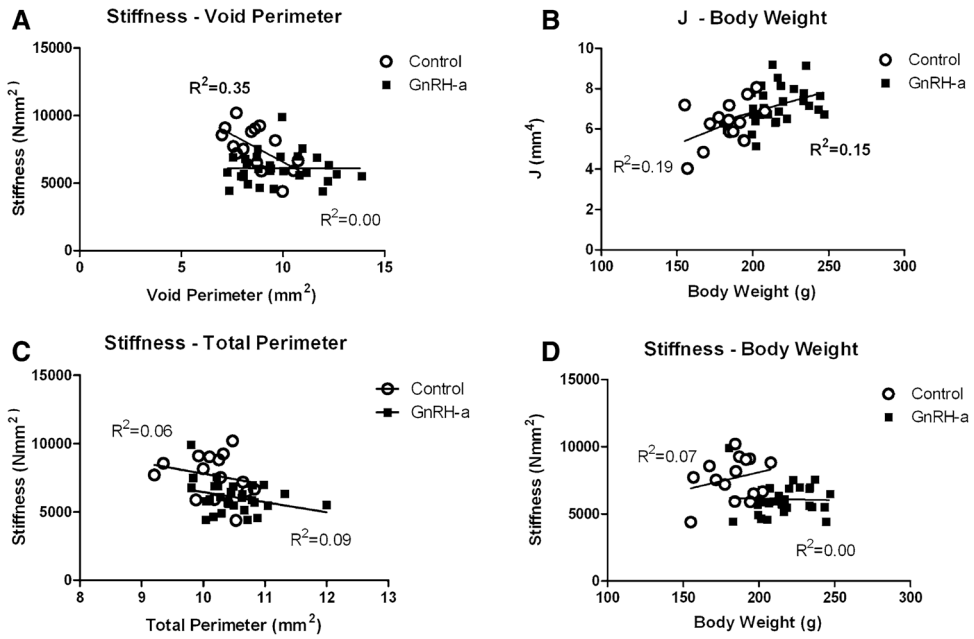 A
Stiffness - Void Perimeter
15000
10000
5000
0
Stiffness (Nmm²)
R²=0.35
R²=0.00
Control
GnRH-a
0 5 10 15
Void Perimeter (mm²)
B
J - Body Weight
10
8
6
4
2
0
J (mm⁴)
R²=0.19
R²=0.15
Control
GnRH-a
100 150 200 250 300
Body Weight (g)
C
Stiffness - Total Perimeter
15000
10000
5000
0
Stiffness (Nmm²)
R²=0.06
R²=0.09
Control
GnRH-a
8 9 10 11 12 13
Total Perimeter (mm²)
D
Stiffness - Body Weight
15000
10000
5000
0
Stiffness (Nmm²)
R²=0.07
R²=0.00
Control
GnRH-a
100 150 200 250 300
Body Weight (g)